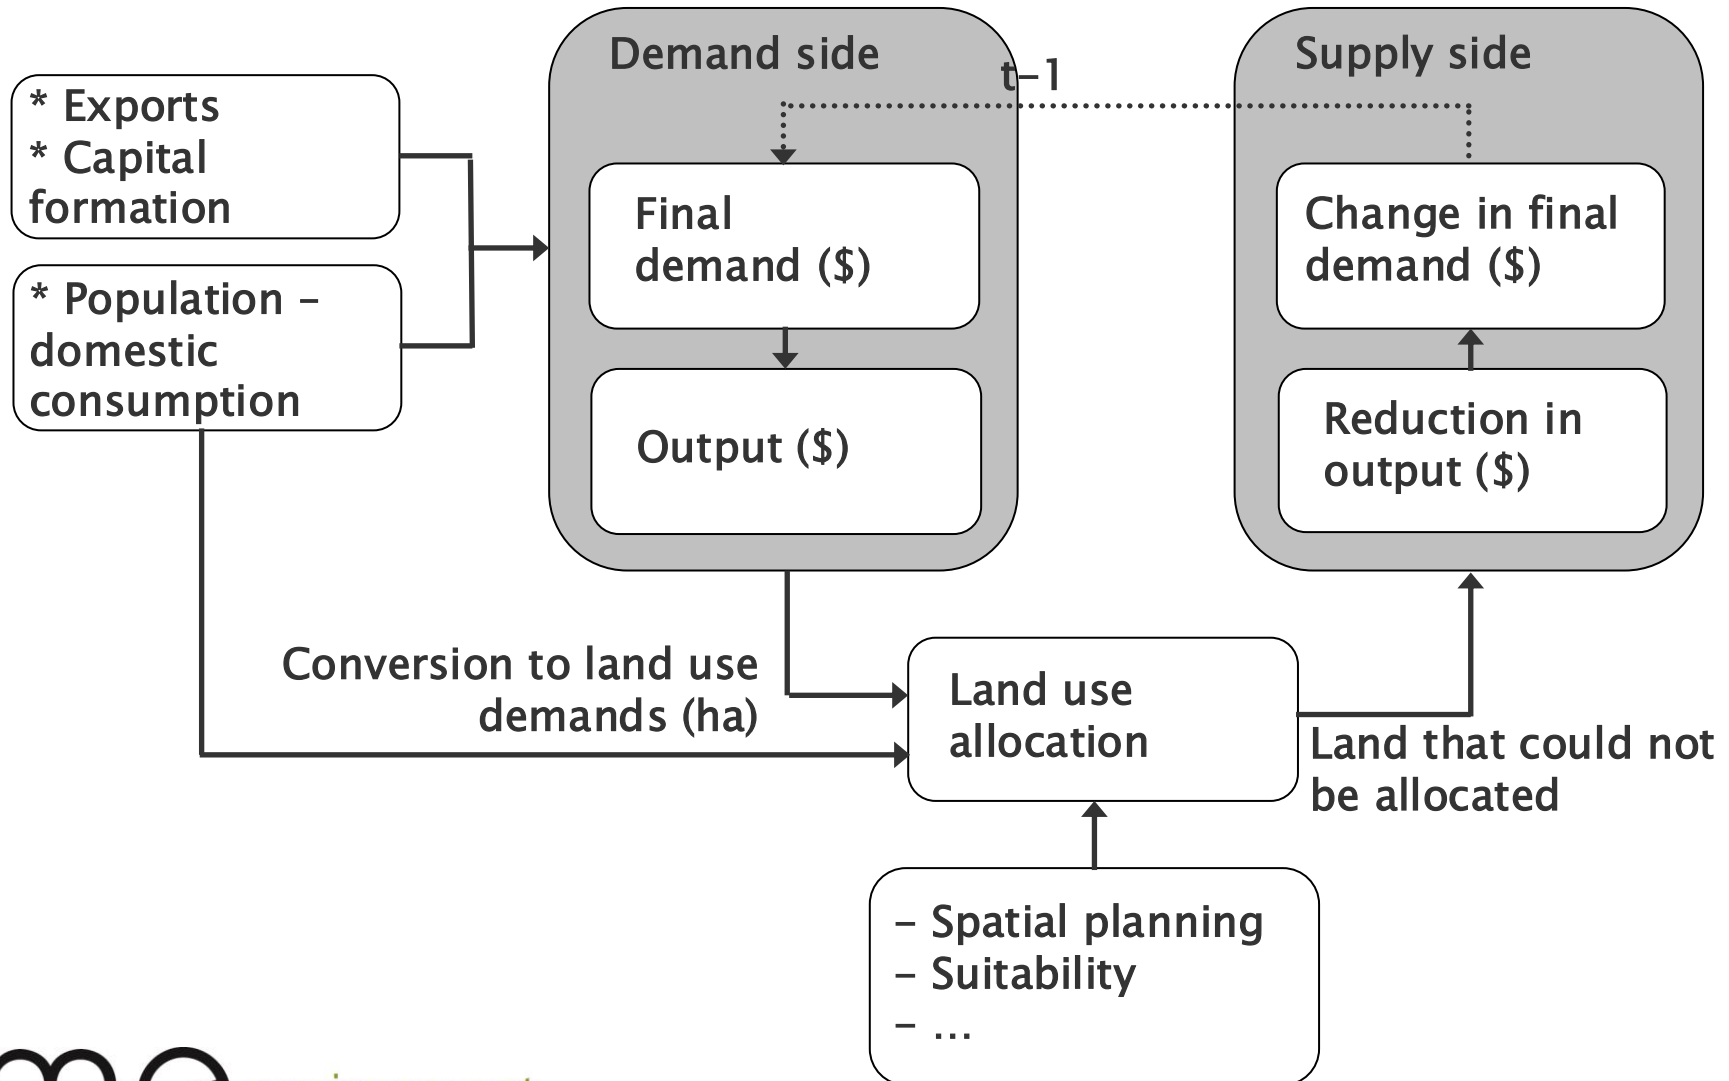 Demand side
Supply side
t-1
* Exports
* Capital
formation
* Population –
domestic
consumption
Final
demand ($)
Output ($)
Change in final
demand ($)
Reduction in
output ($)
Conversion to land use
demands (ha)
Land use
allocation
Land that could not
be allocated
– Spatial planning
– Suitability
– ...